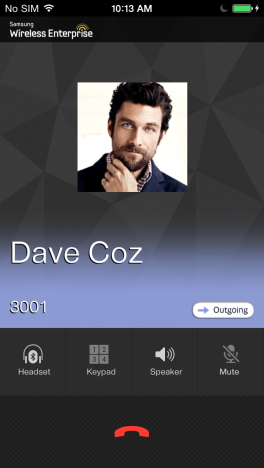 No SIM 10:13 AM
Samsung
Wireless Enterprise
Dave Coz
3001
Outgoing
Headset Keypad Speaker Mute